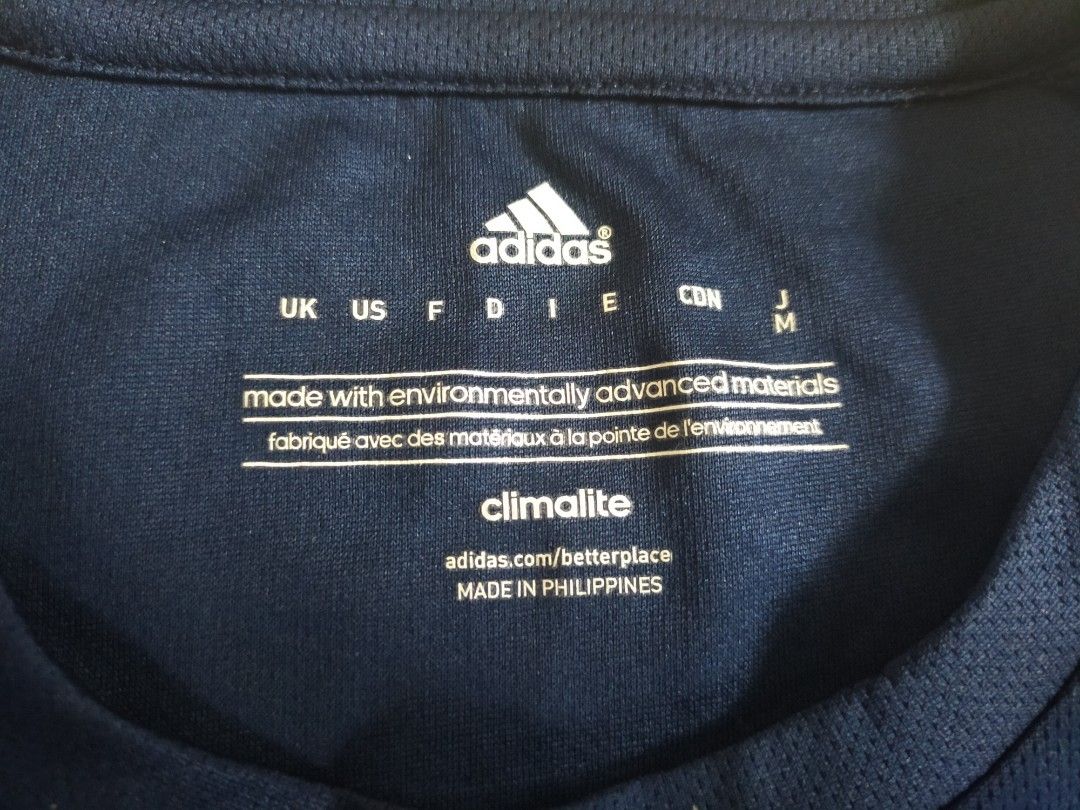 adidas®
UK US F D I E CDN J
M
made with environmentally advanced materials
fabriqué avec des matériaux à la pointe de l'environnement
climalite
adidas.com/betterplace
MADE IN PHILIPPINES